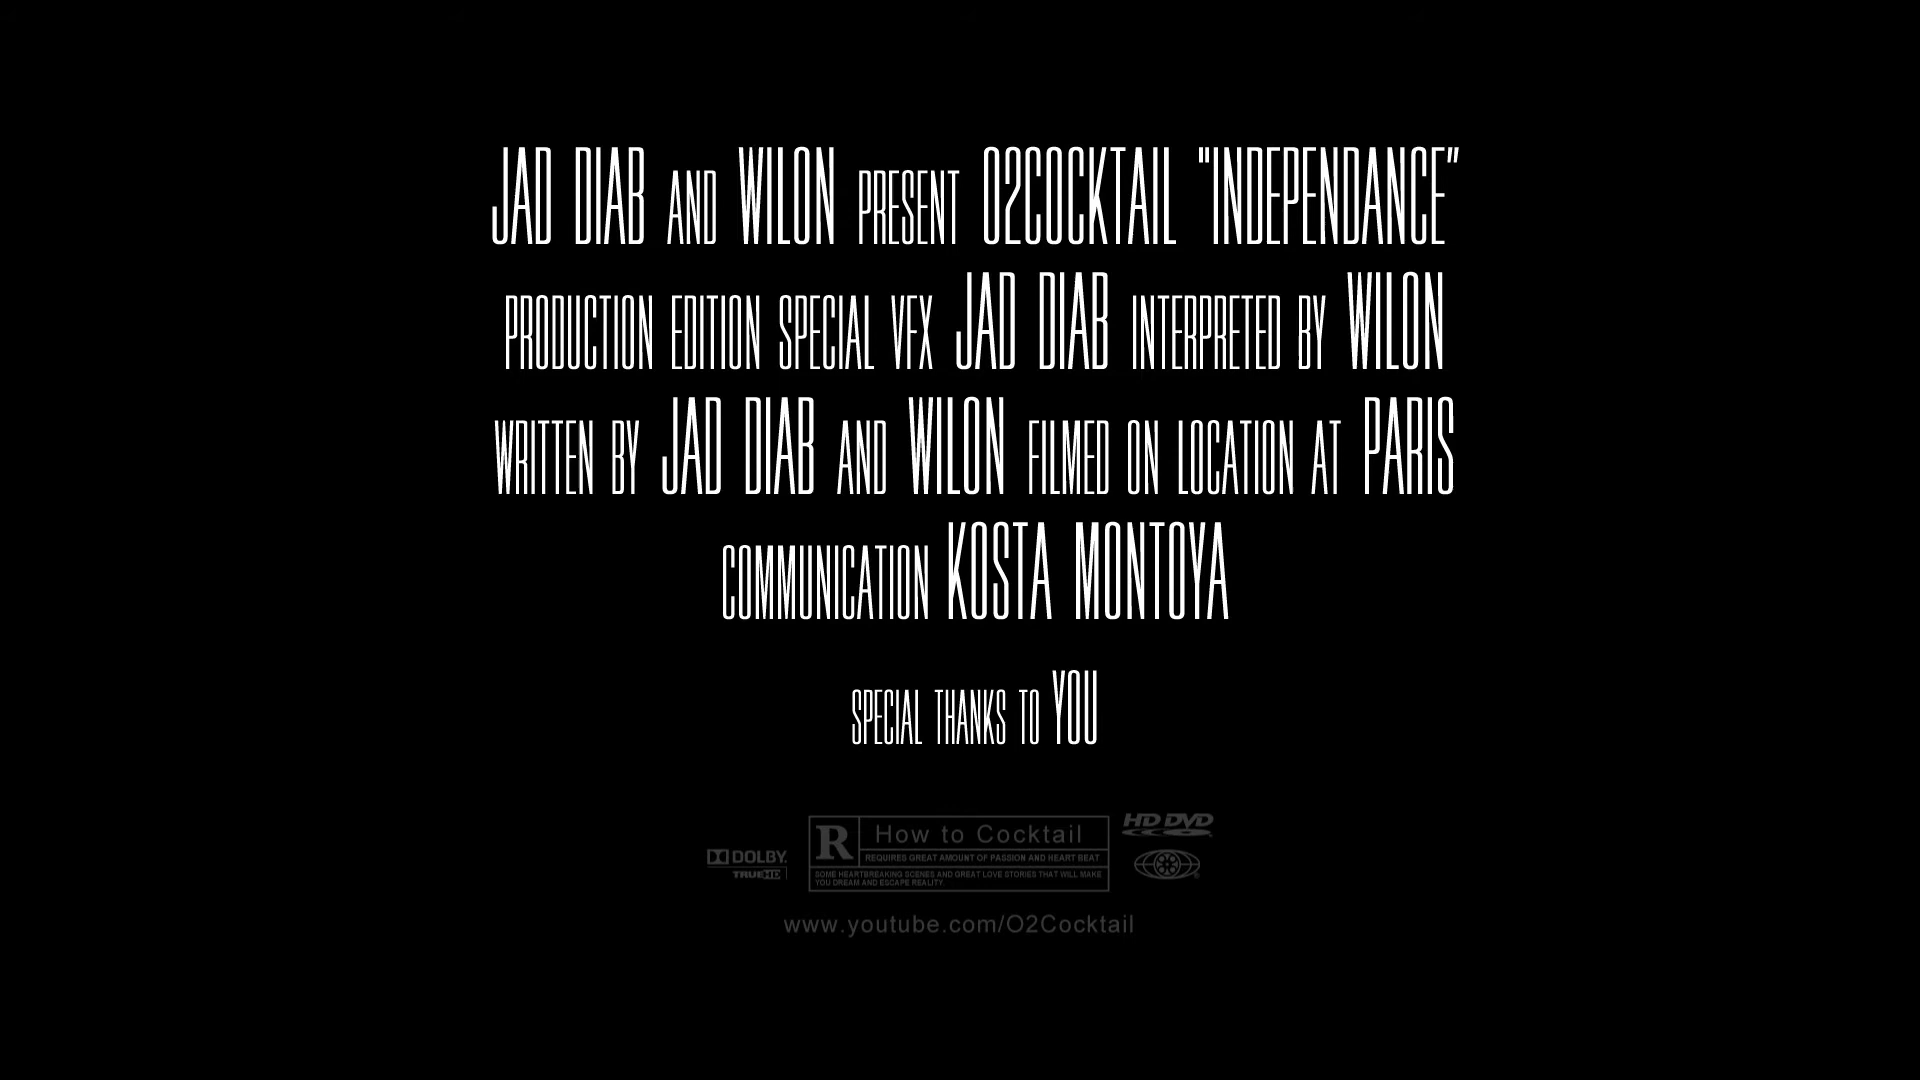 JAD DIAB AND WILON PRESENT O2COCKTAIL "INDEPENDANCE"
PRODUCTION EDITION SPECIAL VFX JAD DIAB INTERPRETED BY WILON
WRITTEN BY JAD DIAB AND WILON FILMED ON LOCATION AT PARIS
COMMUNICATION KOSTA MONTOYA
SPECIAL THANKS TO YOU
HD DVD
R How to Cocktail
DOLBY.
REQUIRES GREAT AMOUNT OF PASSION AND HEART BEAT
TRUEHD
SOME HEARTBREAKING SCENES AND GREAT LOVE STORIES THAT WILL MAKE
YOU DREAM AND ESCAPE REALITY.
www.youtube.com/O2Cocktail